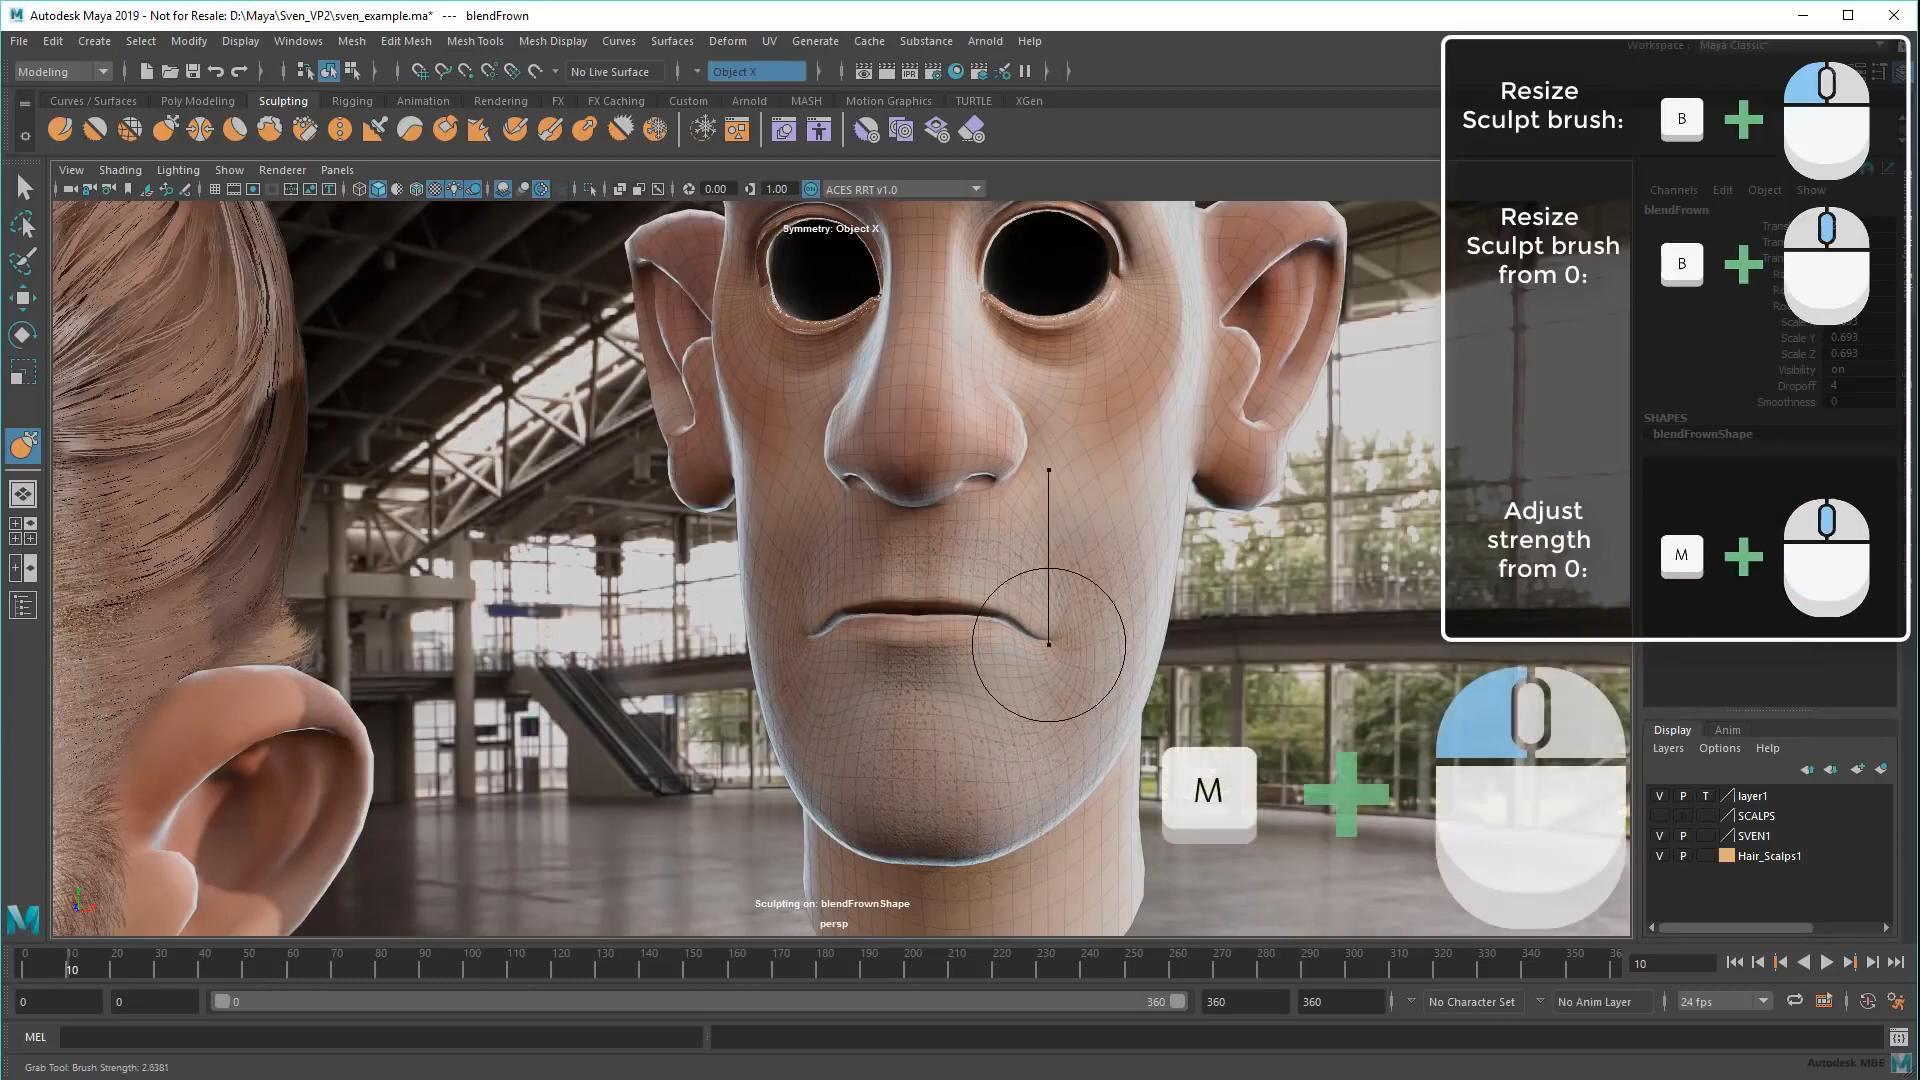 Autodesk Maya 2019 - Not for Resale: D:\Maya\Sven_VP2\sven_example.ma*   ---   blendFrown
File Edit Create Select Modify Display Windows Mesh Edit Mesh Mesh Tools Mesh Display Curves Surfaces Deform UV Generate Cache Substance Arnold Help
Workspace : Maya Classic*
Modeling
No Live Surface
Object X
Curves / Surfaces Poly Modeling Sculpting Rigging Animation Rendering FX FX Caching Custom Arnold MASH Motion Graphics TURTLE XGen
View Shading Lighting Show Renderer Panels
0.00
1.00
ACES RRT v1.0
Symmetry: Object X
Resize
Sculpt brush:
B
Resize
Sculpt brush
from 0:
B
Adjust
strength
from 0:
M
Channels Edit Object Show
blendFrown
Scale Y 0.693
Scale Z 0.693
Visibility on
Dropoff 4
Smoothness 0
SHAPES
blendFrownShape
M
Sculpting on: blendFrownShape
persp
Display Anim
Layers Options Help
V P T layer1
SCALPS
V P SVEN1
V P Hair_Scalps1
0 10 20 30 40 50 60 70 80 90 100 110 120 130 140 150 160 170 180 190 200 210 220 230 240 250 260 270 280 290 300 310 320 330 340 350 36
10
10
0
0
0
360
360
360
No Character Set
No Anim Layer
24 fps
MEL
Grab Tool: Brush Strength: 2.6381
Autodesk M&E